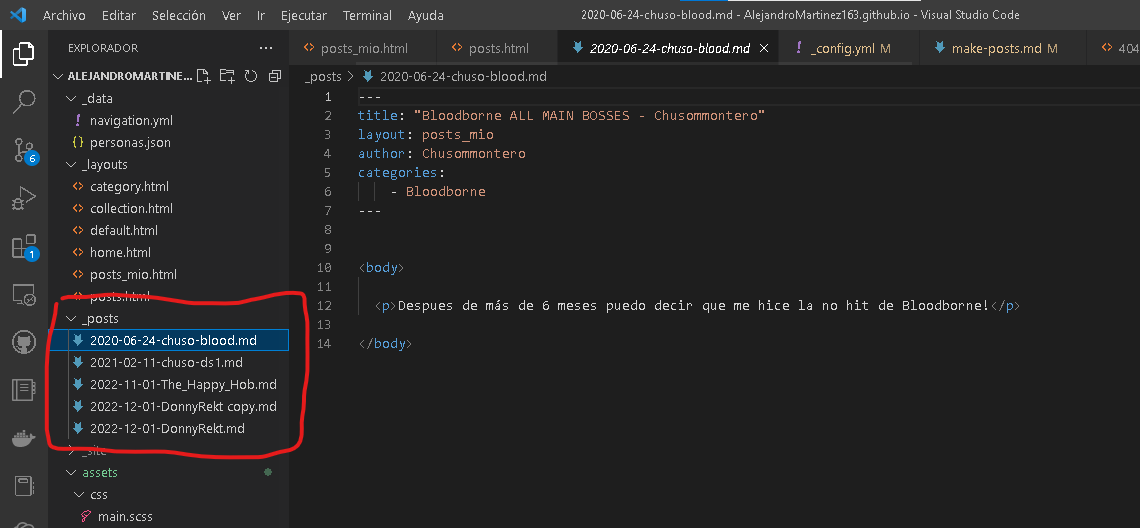 Archivo Editar Selección Ver Ir Ejecutar Terminal Ayuda 2020-06-24-chuso-blood.md - AlejandroMartinez163.github.io - Visual Studio Code
EXPLORADOR
posts_mio.html posts.html 2020-06-24-chuso-blood.md _config.yml M make-posts.md M 404
ALEJANDROMARTINE...
_posts > 2020-06-24-chuso-blood.md
_data
navigation.yml
personas.json
_layouts
category.html
collection.html
default.html
home.html
posts_mio.html
posts.html
_posts
2020-06-24-chuso-blood.md
2021-02-11-chuso-ds1.md
2022-11-01-The_Happy_Hob.md
2022-12-01-DonnyRekt copy.md
2022-12-01-DonnyRekt.md
_site
assets
css
main.scss
6
1
1 ---
2 title: "Bloodborne ALL MAIN BOSSES - Chusommontero"
3 layout: posts_mio
4 author: Chusommontero
5 categories:
6 - Bloodborne
7 ---
8
9
10 <body>
11
12 <p>Despues de más de 6 meses puedo decir que me hice la no hit de Bloodborne!</p>
13
14 </body>